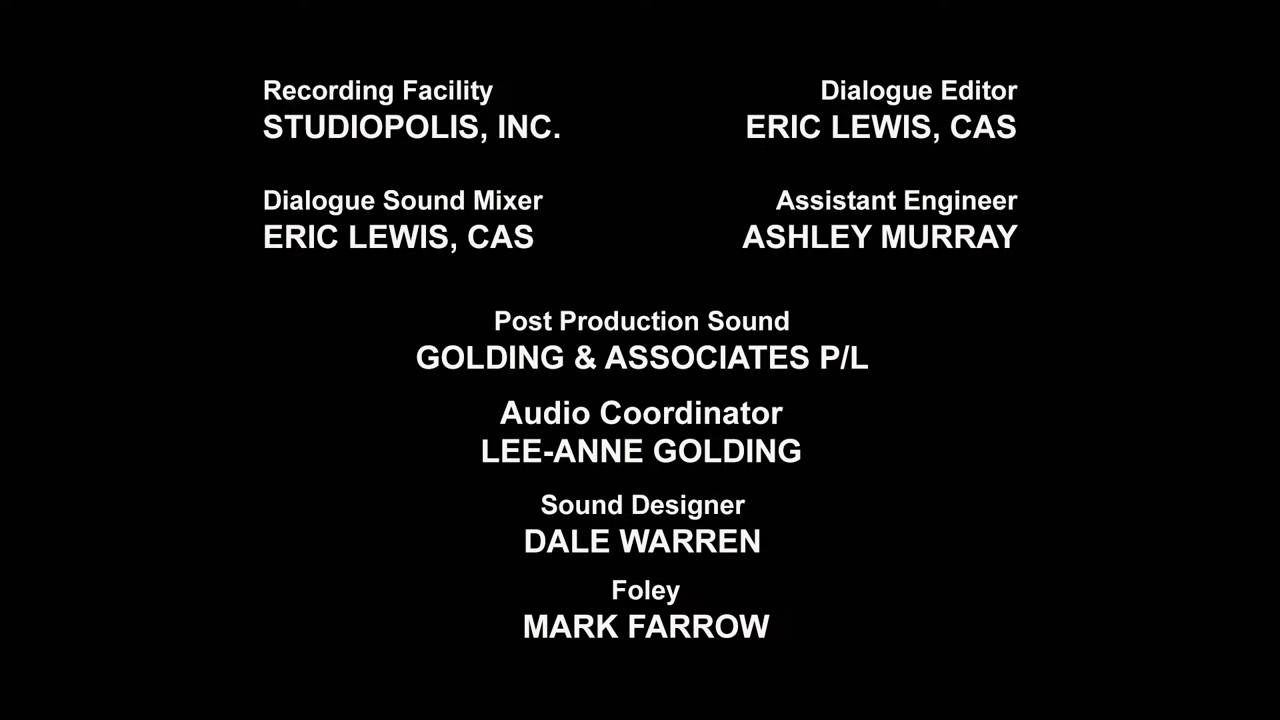 Recording Facility
STUDIOPOLIS, INC.
Dialogue Editor
ERIC LEWIS, CAS
Dialogue Sound Mixer
ERIC LEWIS, CAS
Assistant Engineer
ASHLEY MURRAY
Post Production Sound
GOLDING & ASSOCIATES P/L
Audio Coordinator
LEE-ANNE GOLDING
Sound Designer
DALE WARREN
Foley
MARK FARROW